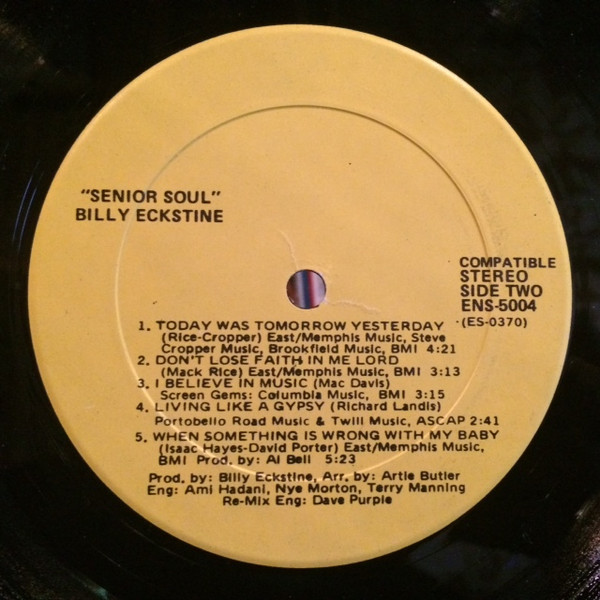 "SENIOR SOUL"
BILLY ECKSTINE
COMPATIBLE
STEREO
SIDE TWO
ENS-5004
(ES-0370)
1. TODAY WAS TOMORROW YESTERDAY
(Rice-Cropper) East/Memphis Music, Steve
Cropper Music, Brookfield Music, BMI 4:21
2. DON'T LOSE FAITH IN ME LORD
(Mack Rice) East/Memphis Music, BMI 3:13
3. I BELIEVE IN MUSIC (Mac Davis)
Screen Gems: Columbia Music, BMI 3:15
4. LIVING LIKE A GYPSY (Richard Landis)
Portobello Road Music & Twill Music, ASCAP 2:41
5. WHEN SOMETHING IS WRONG WITH MY BABY
(Isaac Hayes-David Porter) East/Memphis Music,
BMI Prod. by: Al Bell 5:23
Prod. by: Billy Eckstine, Arr. by: Artie Butler
Eng: Ami Hadani, Nye Morton, Terry Manning
Re-Mix Eng: Dave Purple